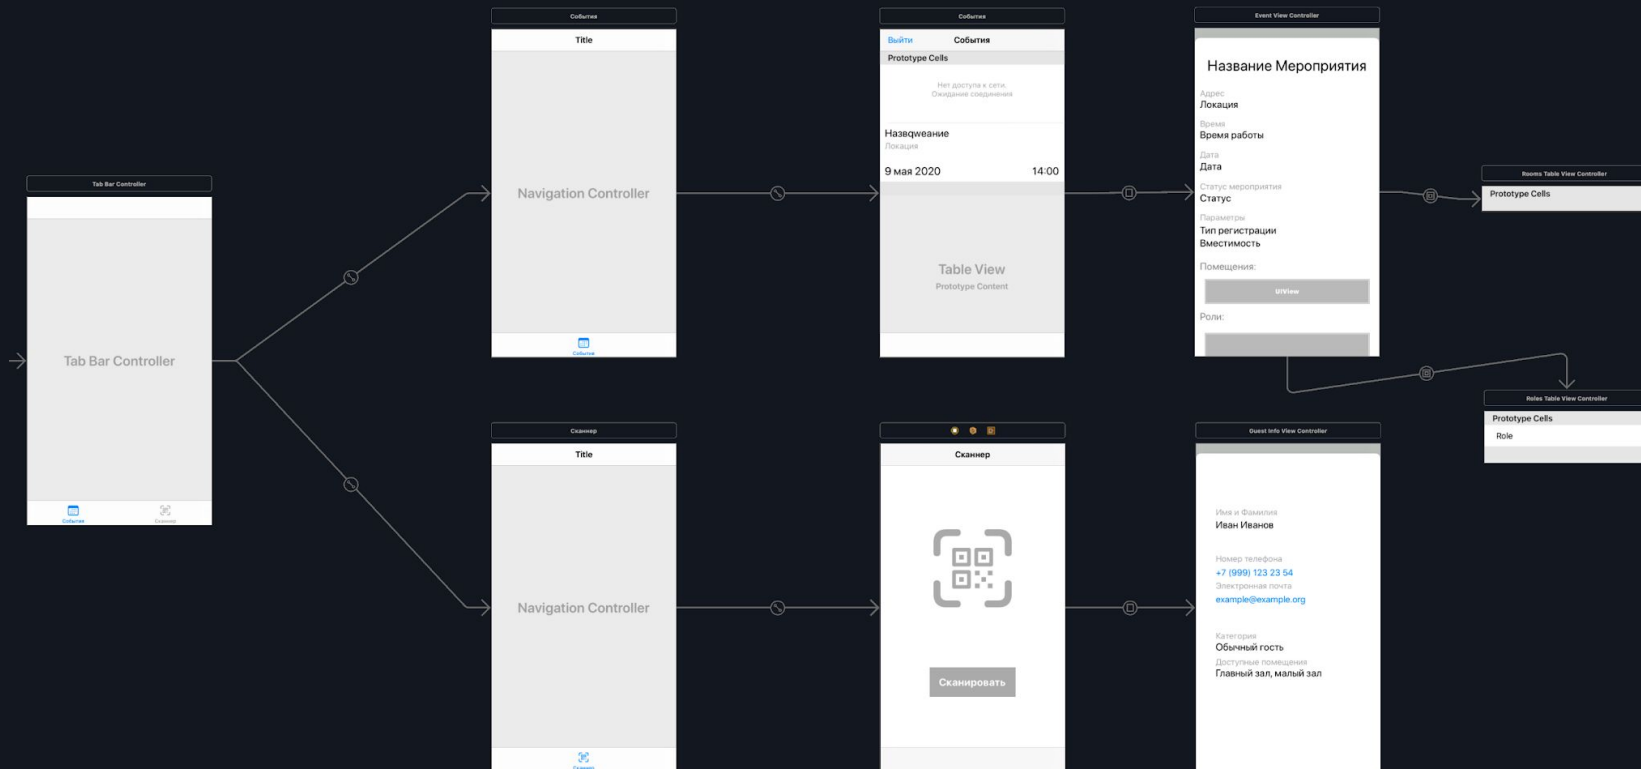 Tab Bar Controller
Tab Bar Controller
События
Сканнер
События
Title
Navigation Controller
События
События
Выйти
События
Prototype Cells
Нет доступа к сети.
Ожидание соединения
Назвqwеание
Локация
9 мая 2020
14:00
Table View
Prototype Content
Event View Controller
Название Мероприятия
Адрес
Локация
Время
Время работы
Дата
Дата
Статус мероприятия
Статус
Параметры
Тип регистрации
Вместимость
Помещения:
UIView
Роли:
Rooms Table View Controller
Prototype Cells
Roles Table View Controller
Prototype Cells
Role
Сканнер
Title
Navigation Controller
Сканнер
Сканнер
Сканировать
Guest Info View Controller
Имя и Фамилия
Иван Иванов
Номер телефона
+7 (999) 123 23 54
Электронная почта
example@example.org
Категория
Обычный гость
Доступные помещения
Главный зал, малый зал